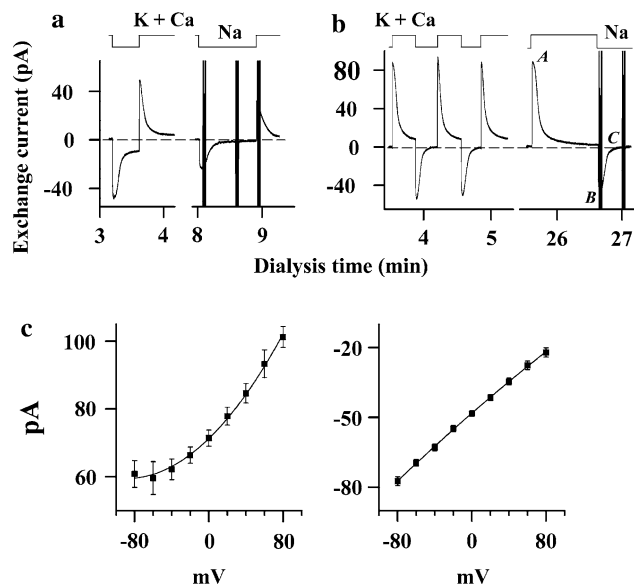 a
K + Ca
Na
b
K + Ca
Na
Exchange current (pA)
40
0
-40
80
40
0
-40
A
B
C
3
4
8
9
4
5
26
27
Dialysis time (min)
c
pA
100
80
60
-80
0
80
mV
-20
-50
-80
-80
0
80
mV